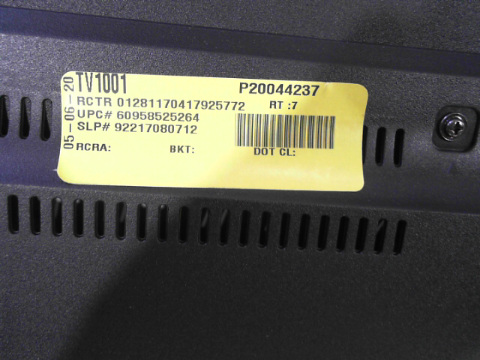 05-06-20
TV1001 P20044237
RCTR 01281170417925772 RT :7
UPC# 60958525264
SLP# 92217080712
RCRA: BKT: DOT CL: